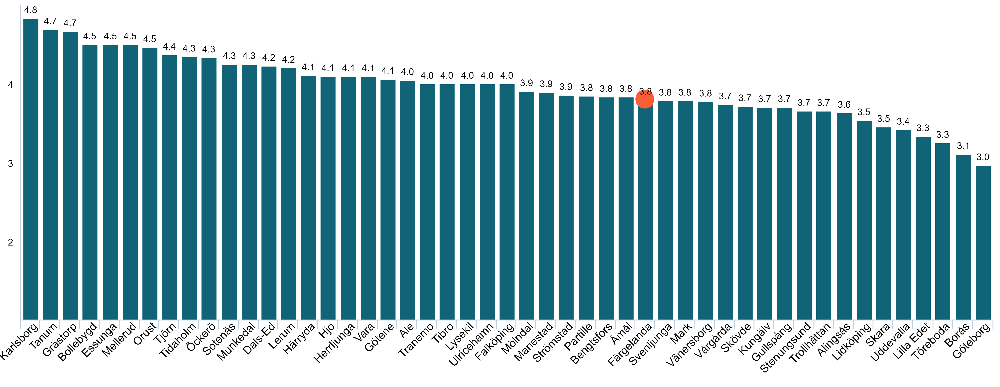 4.8 4.7 4.7 4.5 4.5 4.5 4.5 4.4 4.3 4.3 4.3 4.3 4.2 4.2 4.1 4.1 4.1 4.1 4.1 4.0 4.0 4.0 4.0 4.0 4.0 3.9 3.9 3.9 3.8 3.8 3.8 3.8 3.8 3.8 3.8 3.7 3.7 3.7 3.7 3.7 3.7 3.6 3.5 3.5 3.4 3.3 3.3 3.1 3.0
4
3
2
Karlsborg
Tanum
Grästorp
Bollebygd
Essunga
Mellerud
Orust
Tjörn
Tidaholm
Öckerö
Sotenäs
Munkedal
Dals-Ed
Lerum
Härryda
Hjo
Herrljunga
Vara
Götene
Ale
Tranemo
Tibro
Lysekil
Ulricehamn
Falköping
Mölndal
Mariestad
Strömstad
Partille
Bengtsfors
Åmål
Färgelanda
Svenljunga
Mark
Vänersborg
Vårgårda
Skövde
Kungälv
Gullspång
Stenungsund
Trollhättan
Alingsås
Lidköping
Skara
Uddevalla
Lilla Edet
Töreboda
Borås
Göteborg